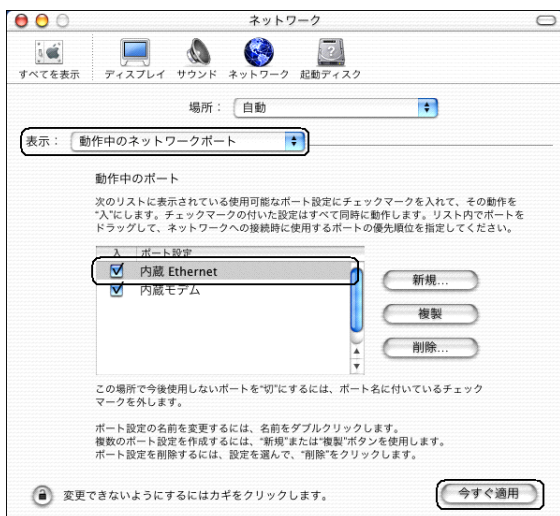 ネットワーク
すべてを表示 ディスプレイ サウンド ネットワーク 起動ディスク
場所： 自動
表示： 動作中のネットワークポート
動作中のポート
次のリストに表示されている使用可能なポート設定にチェックマークを入れて、その動作を
“入”にします。チェックマークの付いた設定はすべて同時に動作します。リスト内でポートを
ドラッグして、ネットワークへの接続時に使用するポートの優先順位を指定してください。
入 ポート設定
内蔵 Ethernet
内蔵モデム
新規...
複製
削除...
この場所で今後使用しないポートを“切”にするには、ポート名に付いているチェック
マークを外します。
ポート設定の名前を変更するには、名前をダブルクリックします。
複数のポート設定を作成するには、“新規”または“複製”ボタンを使用します。
ポート設定を削除するには、設定を選んで、“削除”をクリックします。
変更できないようにするにはカギをクリックします。
今すぐ適用